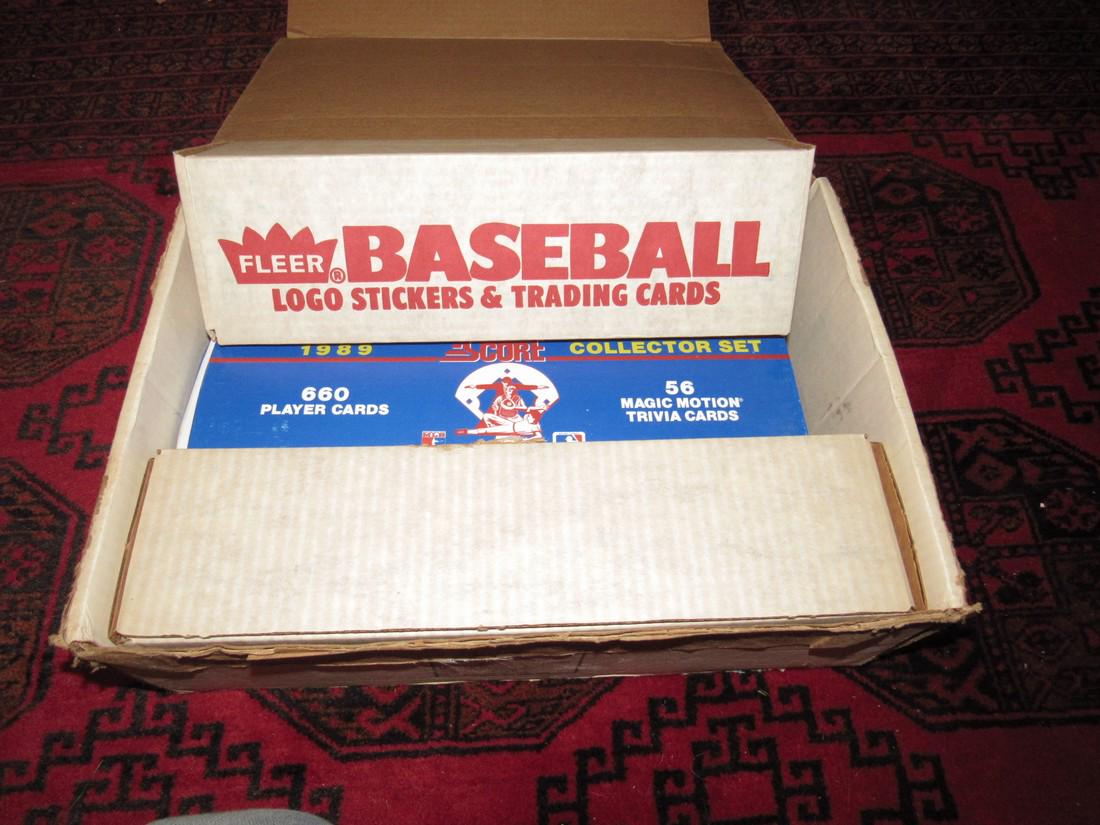 FLEER® BASEBALL
LOGO STICKERS & TRADING CARDS
1989 SCORE COLLECTOR SET
660
PLAYER CARDS
56
MAGIC MOTION®
TRIVIA CARDS